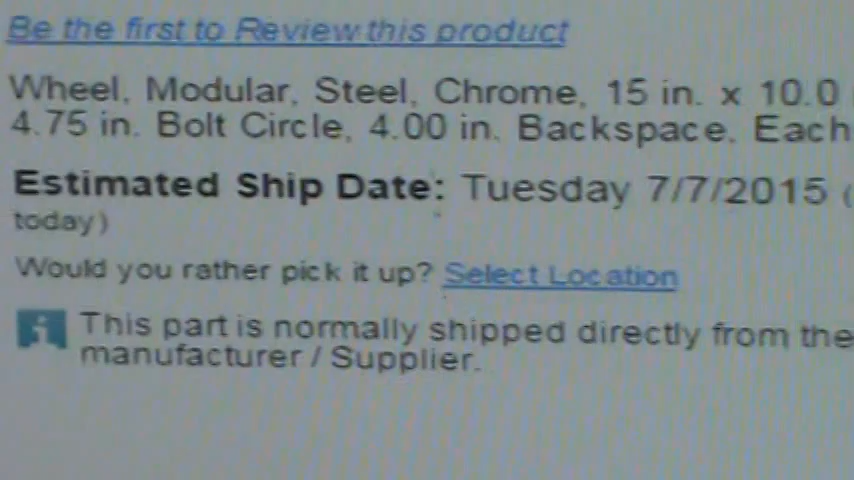 Be the first to Review this product
Wheel, Modular, Steel, Chrome, 15 in. x 10.0
4.75 in. Bolt Circle, 4.00 in. Backspace, Each
Estimated Ship Date: Tuesday 7/7/2015 (
today)
Would you rather pick it up? Select Location
This part is normally shipped directly from the
manufacturer / Supplier.